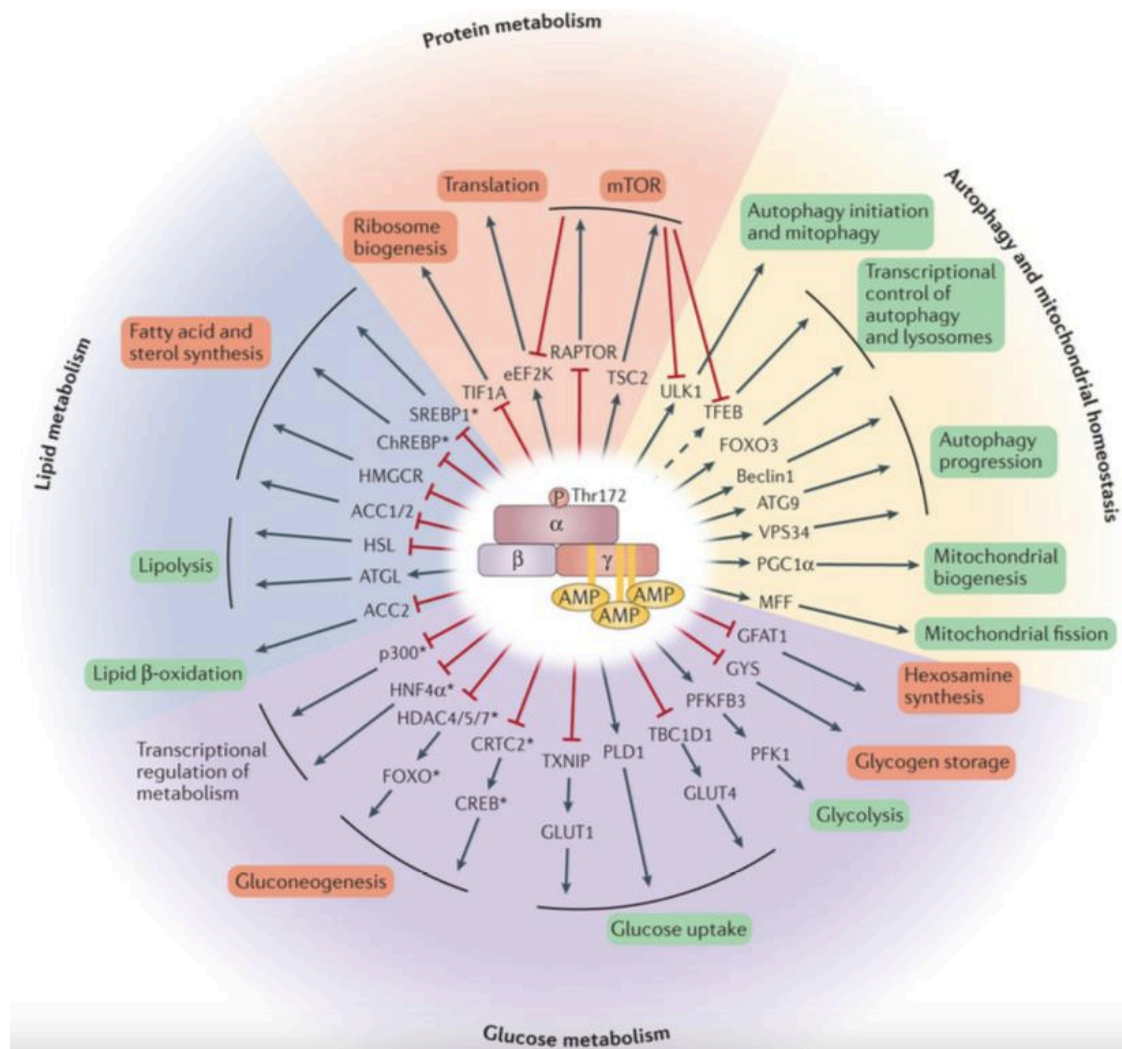 Protein metabolism
Autophagy and mitochondrial homeostasis
Lipid metabolism
Glucose metabolism
Translation
mTOR
Ribosome
biogenesis
Autophagy initiation
and mitophagy
Transcriptional
control of
autophagy
and lysosomes
Fatty acid and
sterol synthesis
RAPTOR
eEF2K
TSC2
TIF1A
ULK1
TFEB
SREBP1*
FOXO3
ChREBP*
Autophagy
progression
HMGCR
Beclin1
ATG9
ACC1/2
VPS34
P Thr172
α
β
γ
AMP
AMP
AMP
HSL
Lipolysis
ATGL
PGC1α
Mitochondrial
biogenesis
ACC2
MFF
Mitochondrial fission
GFAT1
p300*
Lipid β-oxidation
GYS
Hexosamine
synthesis
HNF4α*
PFKFB3
HDAC4/5/7*
TBC1D1
CRTC2*
TXNIP
PLD1
PFK1
Glycogen storage
Transcriptional
regulation of
metabolism
FOXO*
CREB*
GLUT4
Glycolysis
GLUT1
Gluconeogenesis
Glucose uptake